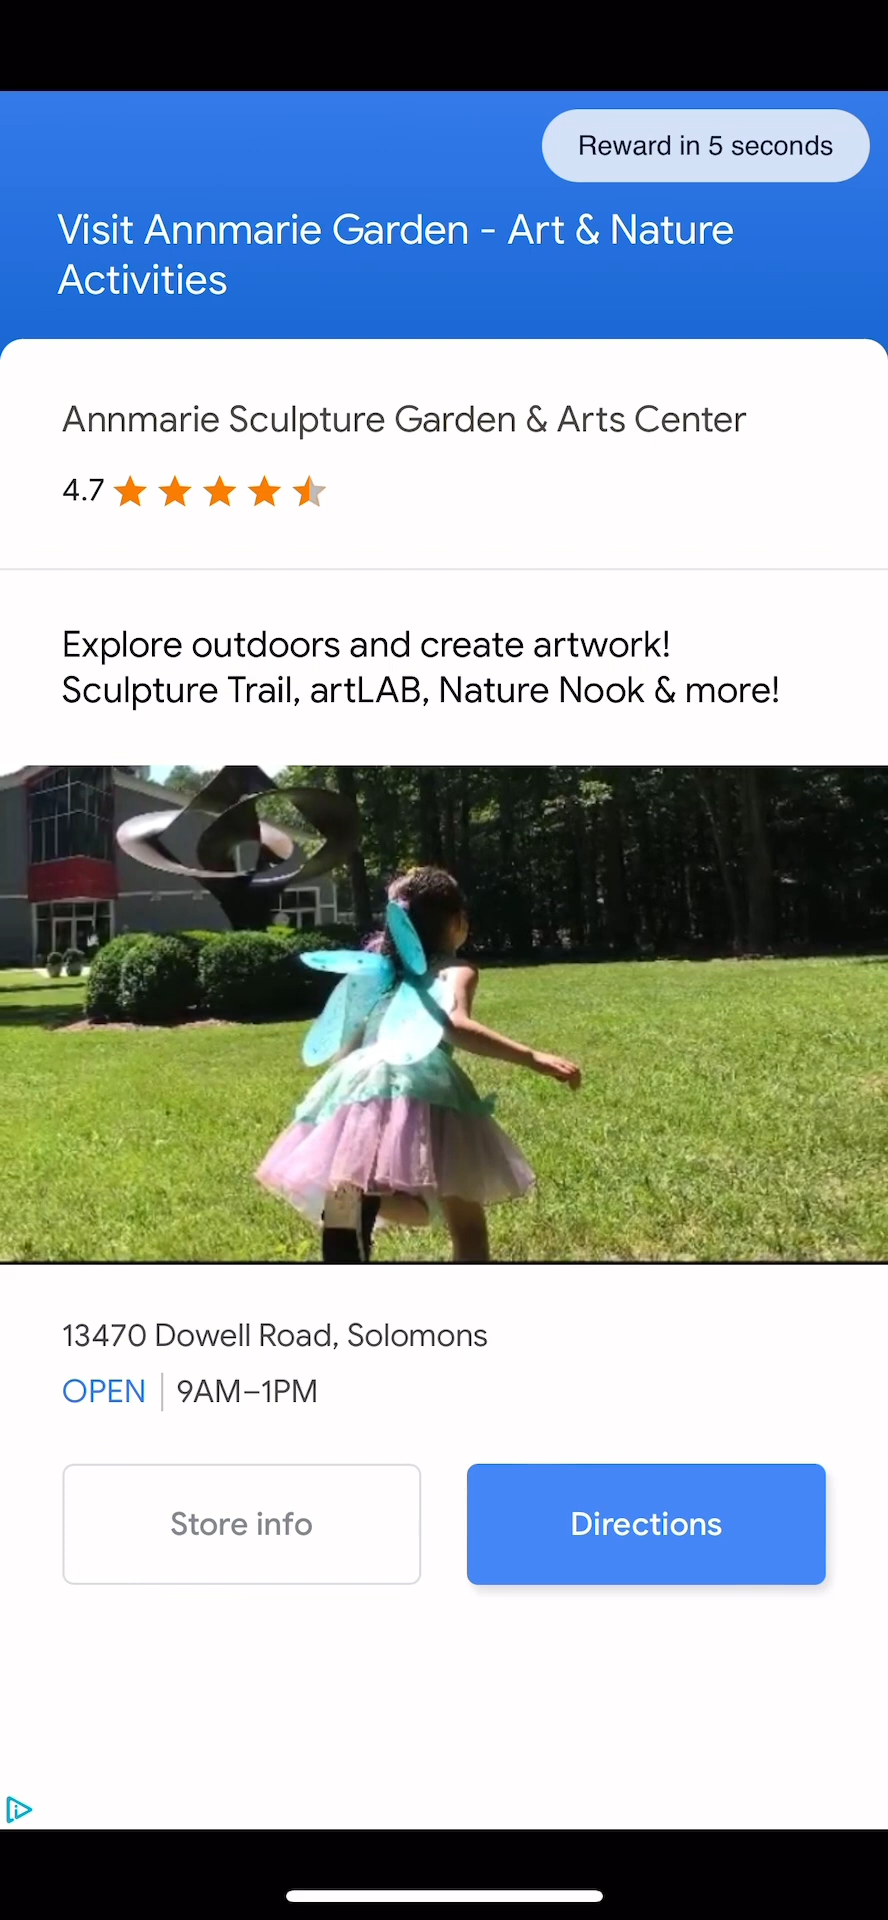 Reward in 5 seconds
Visit Annmarie Garden - Art & Nature
Activities
Annmarie Sculpture Garden & Arts Center
4.7
Explore outdoors and create artwork!
Sculpture Trail, artLAB, Nature Nook & more!
13470 Dowell Road, Solomons
OPEN | 9AM–1PM
Store info
Directions